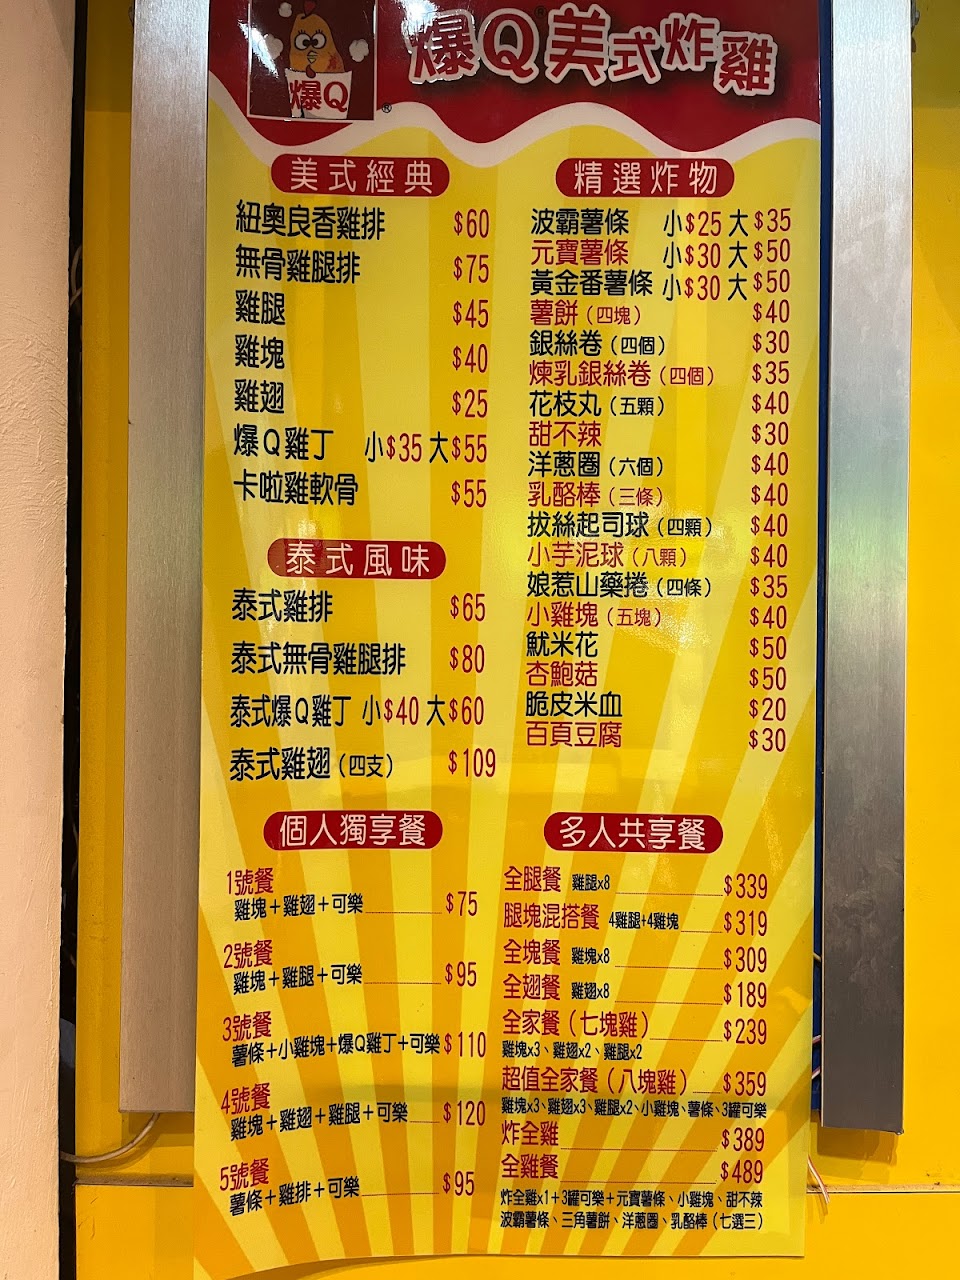 爆Q
®
爆Q美式炸雞
美式經典
紐奧良香雞排 $60
無骨雞腿排 $75
雞腿 $45
雞塊 $40
雞翅 $25
爆Q雞丁 小$35 大$55
卡啦雞軟骨 $55
泰式風味
泰式雞排 $65
泰式無骨雞腿排 $80
泰式爆Q雞丁 小$40 大$60
泰式雞翅(四支) $109
精選炸物
波霸薯條 小$25 大$35
元寶薯條 小$30 大$50
黃金番薯條 小$30 大$50
薯餅(四塊) $40
銀絲卷(四個) $30
煉乳銀絲卷(四個) $35
花枝丸(五顆) $40
甜不辣 $30
洋蔥圈(六個) $40
乳酪棒(三條) $40
拔絲起司球(四顆) $40
小芋泥球(八顆) $40
娘惹山藥捲(四條) $35
小雞塊(五塊) $40
魷米花 $50
杏鮑菇 $50
脆皮米血 $20
百頁豆腐 $30
個人獨享餐
1號餐
雞塊+雞翅+可樂 $75
2號餐
雞塊+雞腿+可樂 $95
3號餐
薯條+小雞塊+爆Q雞丁+可樂 $110
4號餐
雞塊+雞翅+雞腿+可樂 $120
5號餐
薯條+雞排+可樂 $95
多人共享餐
全腿餐 雞腿x8 $339
腿塊混搭餐 4雞腿+4雞塊 $319
全塊餐 雞塊x8 $309
全翅餐 雞翅x8 $189
全家餐(七塊雞) $239
雞塊x3、雞翅x2、雞腿x2
超值全家餐(八塊雞) $359
雞塊x3、雞翅x3、雞腿x2、小雞塊、薯條、3罐可樂
炸全雞 $389
全雞餐 $489
炸全雞x1+3罐可樂+元寶薯條、小雞塊、甜不辣
波霸薯條、三角薯餅、洋蔥圈、乳酪棒(七選三)